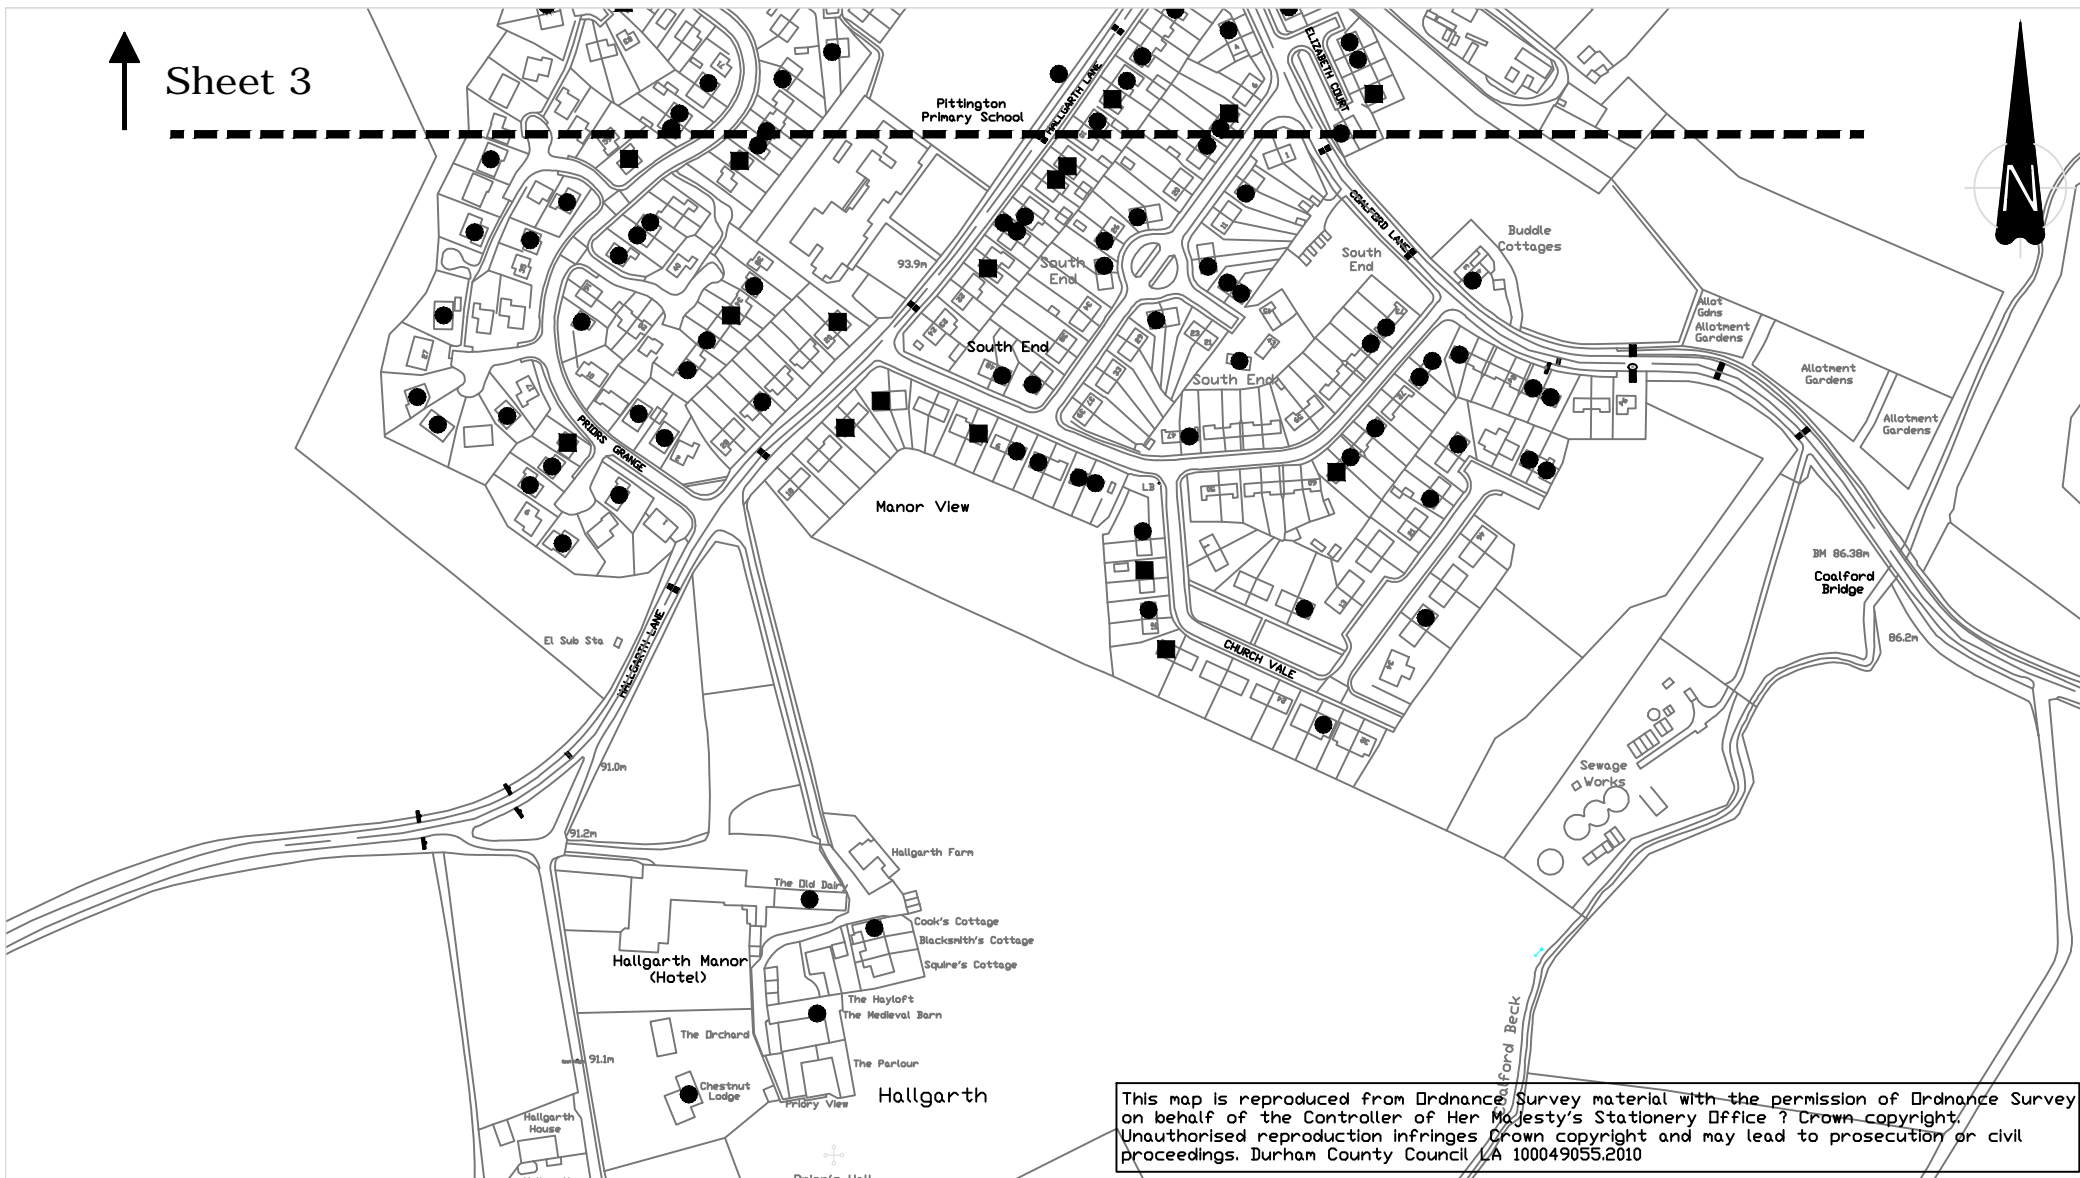 Sheet 3
Pittington
Primary School
HALLGARTH LANE
ELIZABETH COURT
COALFORD LANE
N
Buddle
Cottages
South
End
South
End
93.9m
Allot
Gdns
Allotment
Gardens
South End
South End
Allotment
Gardens
Allotment
Gardens
PRIORS GRANGE
Manor View
LB
BM 86.38m
Coalford
Bridge
El Sub Sta
HALLGARTH LANE
86.2m
CHURCH VALE
91.0m
Sewage
Works
91.2m
Hallgarth Farm
The Old Dairy
Cook's Cottage
Blacksmith's Cottage
Squire's Cottage
Hallgarth Manor
(Hotel)
The Hayloft
The Medieval Barn
The Orchard
91.1m
The Parlour
Chestnut
Lodge
Priory View
Hallgarth
Coalford Beck
Hallgarth
House
This map is reproduced from Ordnance Survey material with the permission of Ordnance Survey
on behalf of the Controller of Her Majesty's Stationery Office ? Crown copyright.
Unauthorised reproduction infringes Crown copyright and may lead to prosecution or civil
proceedings. Durham County Council LA 100049055.2010